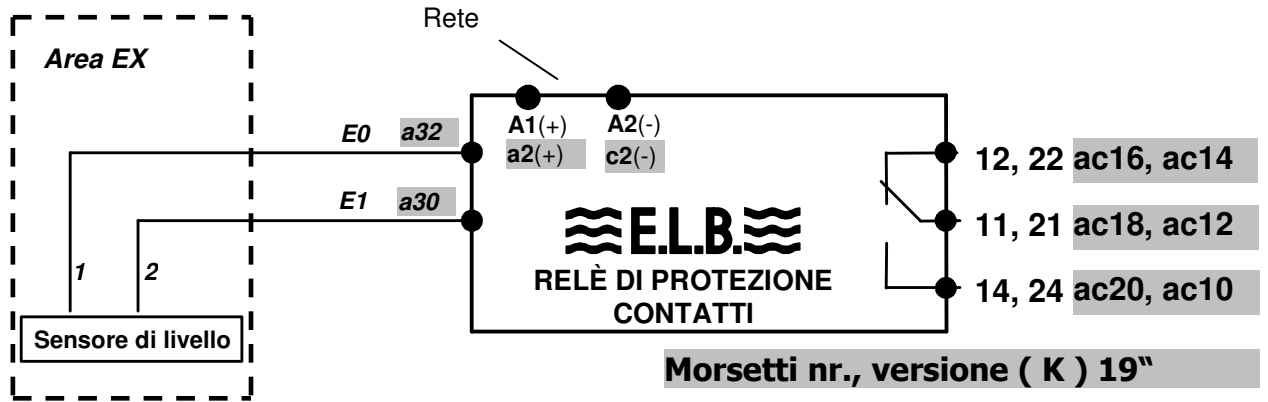 Rete
Area EX
A1(+) A2(-)
a2(+) c2(-)
E0 a32
E1 a30
12, 22 ac16, ac14
11, 21 ac18, ac12
14, 24 ac20, ac10
E.L.B.
RELÈ DI PROTEZIONE
CONTATTI
1 2
Sensore di livello
Morsetti nr., versione ( K ) 19“